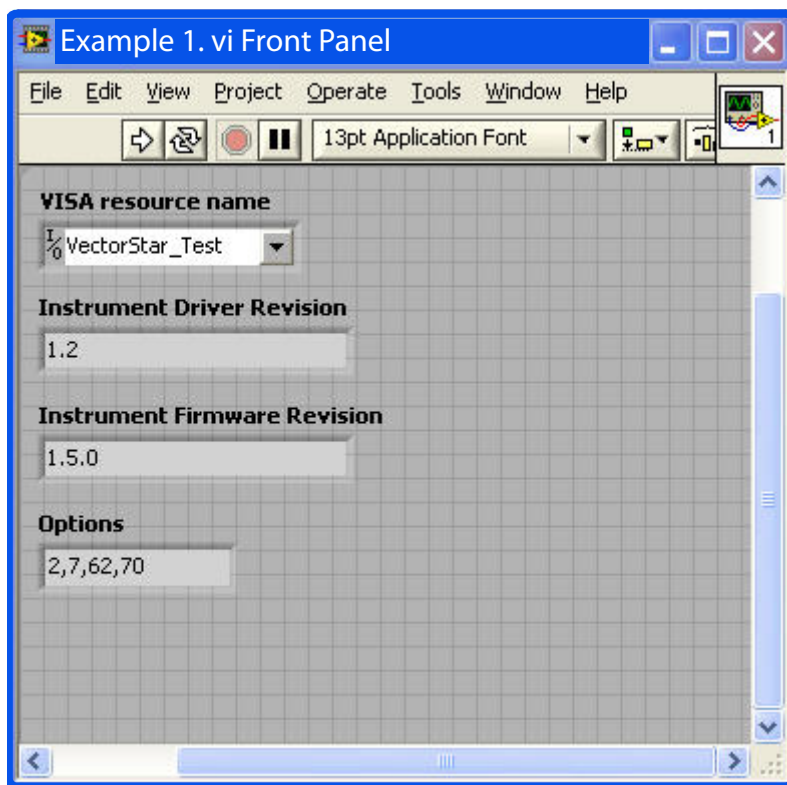 Example 1. vi Front Panel
File Edit View Project Operate Tools Window Help
13pt Application Font
1
VISA resource name
I/O VectorStar_Test
Instrument Driver Revision
1.2
Instrument Firmware Revision
1.5.0
Options
2,7,62,70